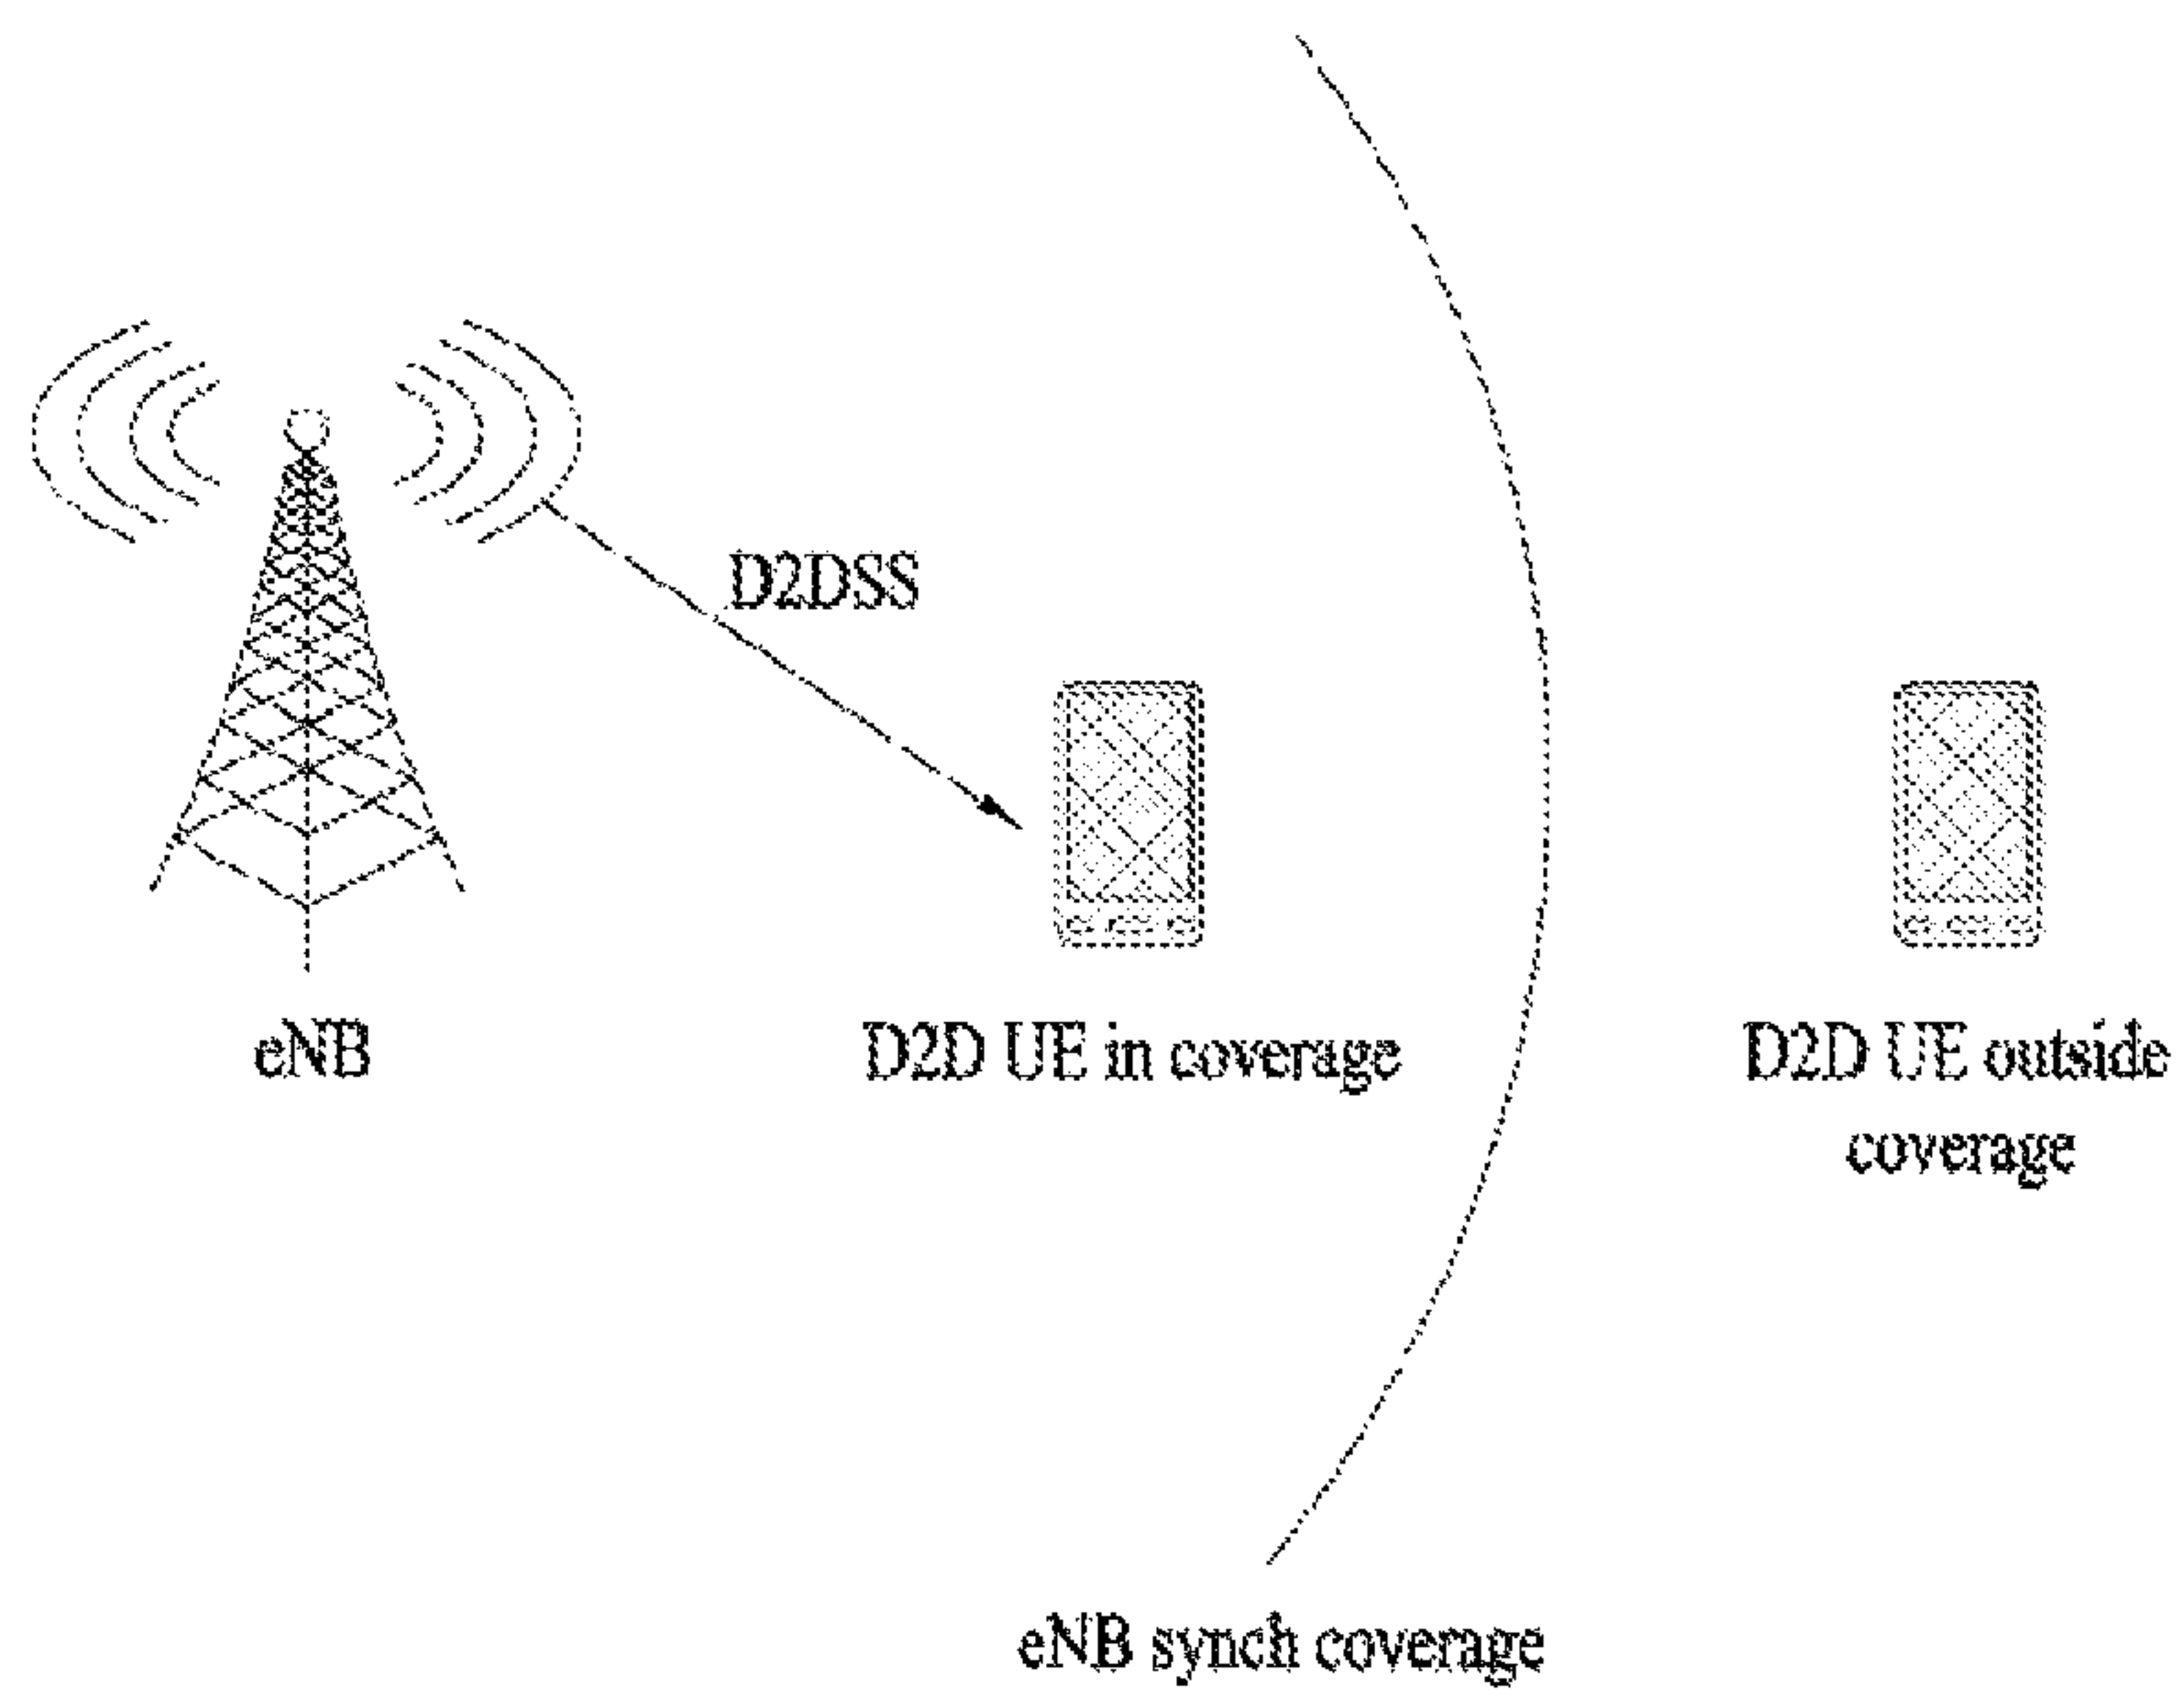 D2DSS
eNB
D2D UE in coverage
D2D UE outside
coverage
eNB synch coverage